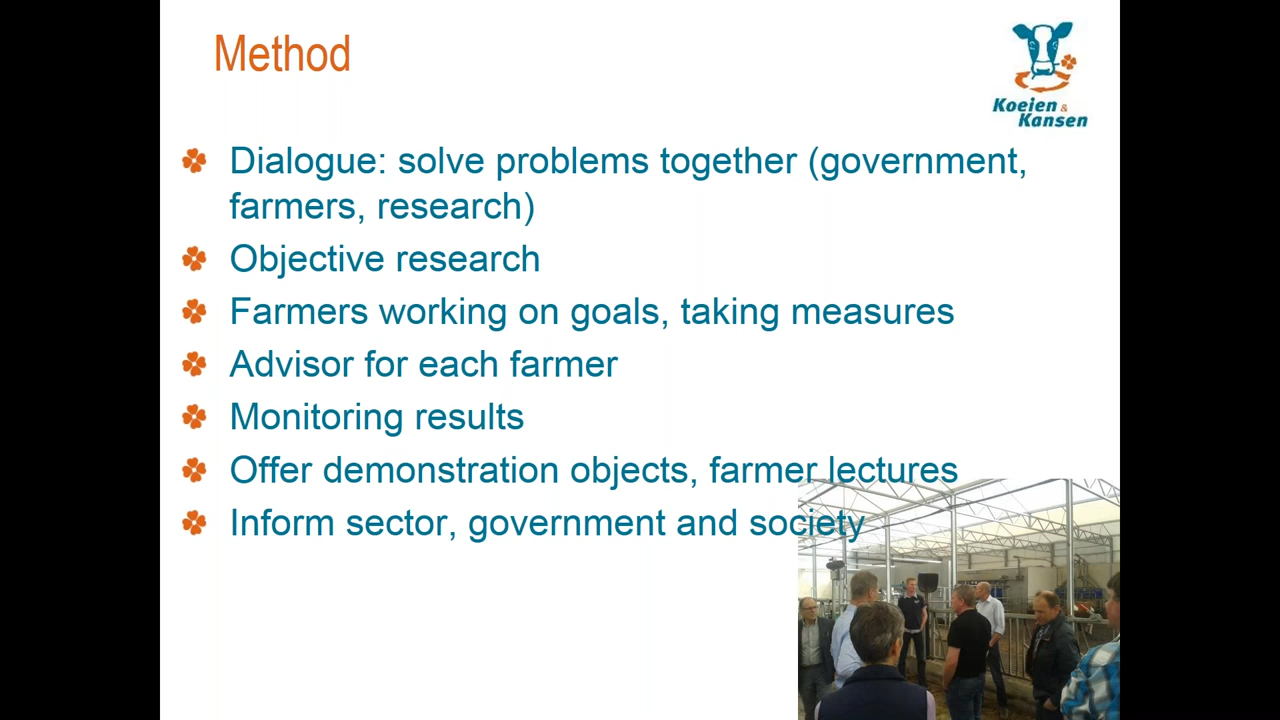 Method
Koeien &
Kansen
Dialogue: solve problems together (government,
farmers, research)
Objective research
Farmers working on goals, taking measures
Advisor for each farmer
Monitoring results
Offer demonstration objects, farmer lectures
Inform sector, government and society